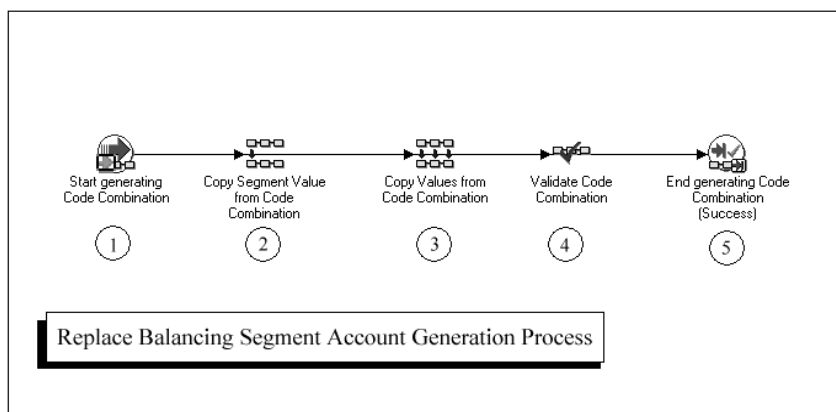 Start generating
Code Combination
Copy Segment Value
from Code
Combination
Copy Values from
Code Combination
Validate Code
Combination
End generating Code
Combination
(Success)
1
2
3
4
5
Replace Balancing Segment Account Generation Process